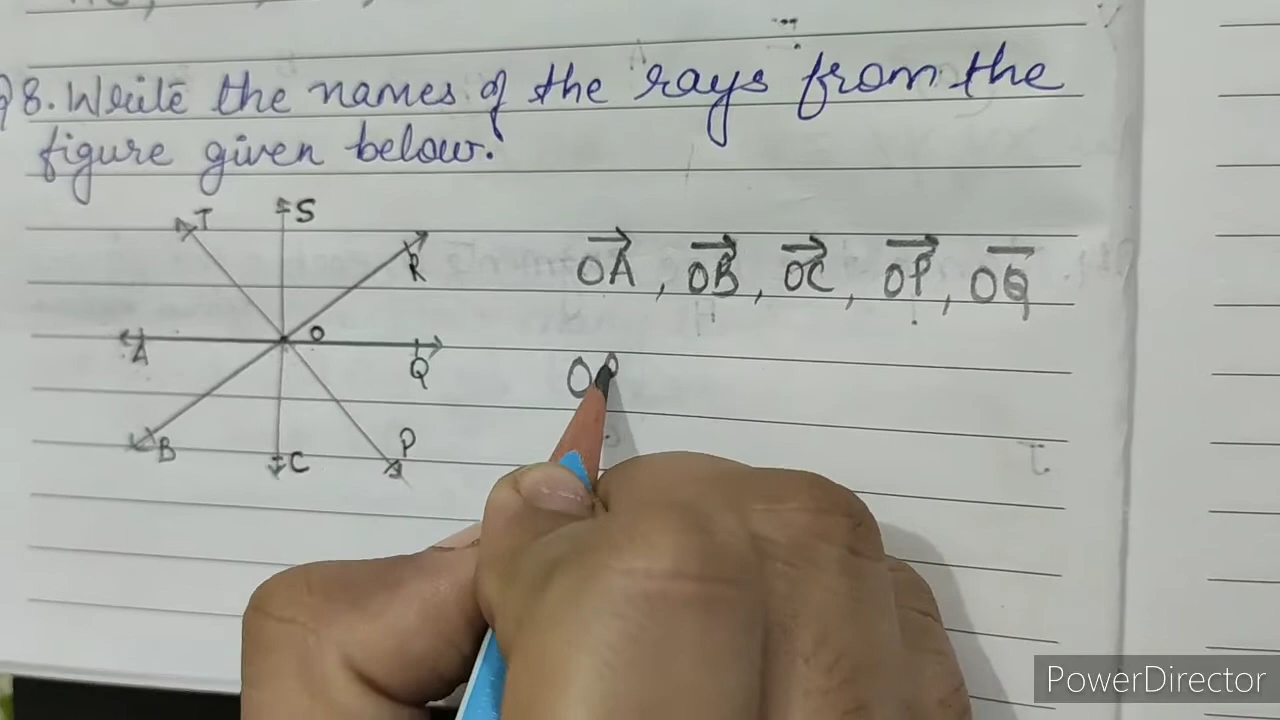 Q8. Write the names of the rays from the
figure given below.
T S R
A O Q
B C P
OA, OB, OC, OP, OQ
O
PowerDirector